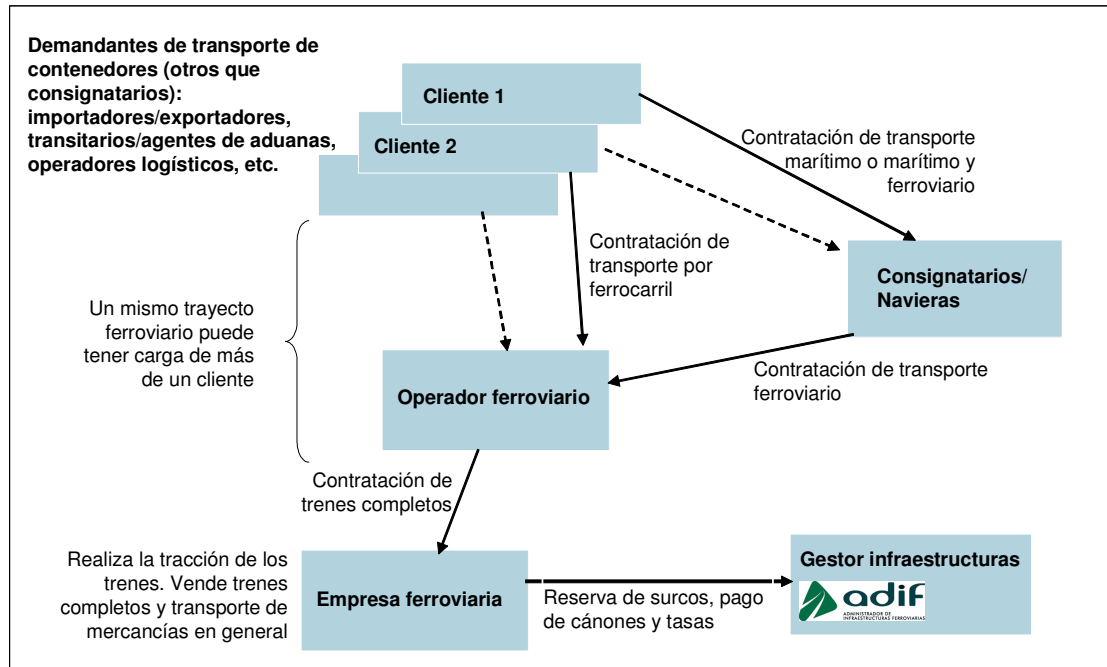 Demandantes de transporte de
contenedores (otros que
consignatarios):
importadores/exportadores,
transitarios/agentes de aduanas,
operadores logísticos, etc.
Cliente 1
Cliente 2
Contratación de transporte
marítimo o marítimo y
ferroviario
Contratación de
transporte por
ferrocarril
Consignatarios/
Navieras
Un mismo trayecto
ferroviario puede
tener carga de más
de un cliente
Contratación de transporte
ferroviario
Operador ferroviario
Contratación de
trenes completos
Realiza la tracción de los
trenes. Vende trenes
completos y transporte de
mercancías en general
Empresa ferroviaria
Reserva de surcos, pago
de cánones y tasas
Gestor infraestructuras
adif
ADMINISTRADOR DE
INFRAESTRUCTURAS FERROVIARIAS